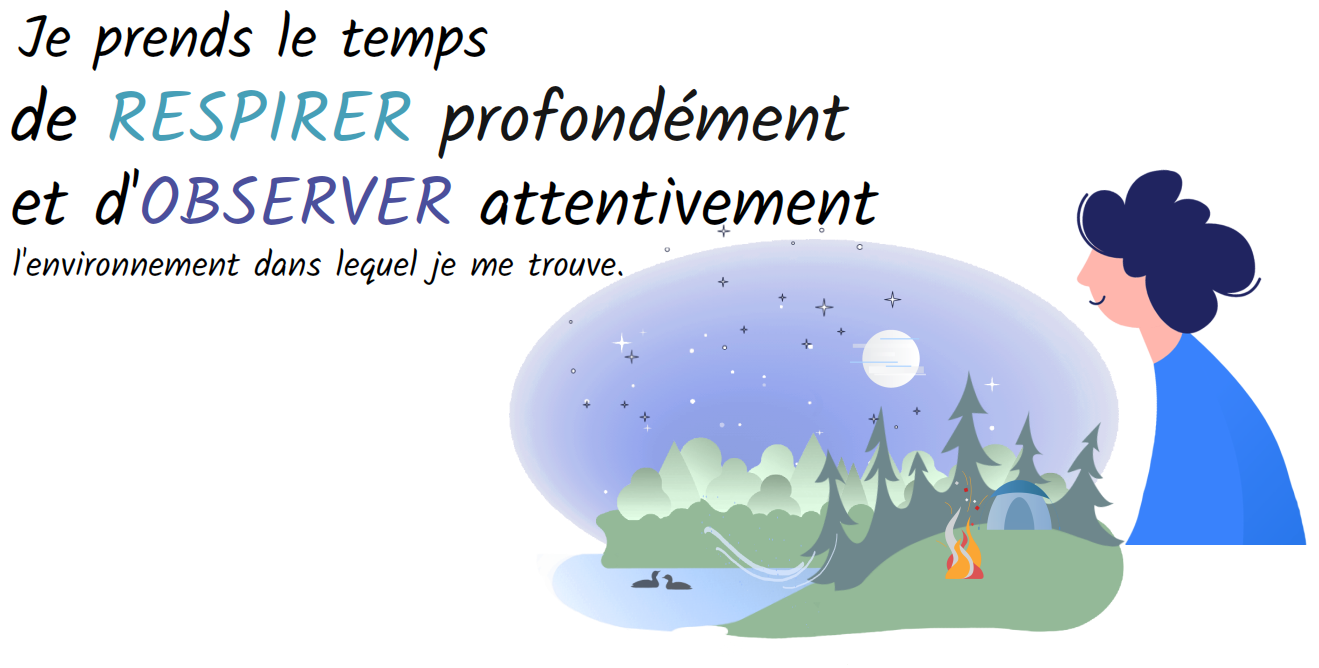 Je prends le temps
de RESPIRER profondément
et d'OBSERVER attentivement
l'environnement dans lequel je me trouve.